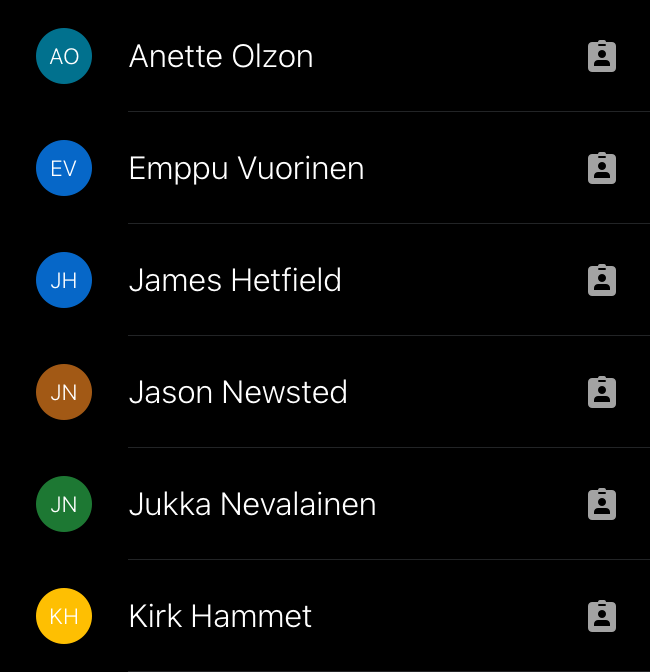 AO Anette Olzon
EV Emppu Vuorinen
JH James Hetfield
JN Jason Newsted
JN Jukka Nevalainen
KH Kirk Hammet